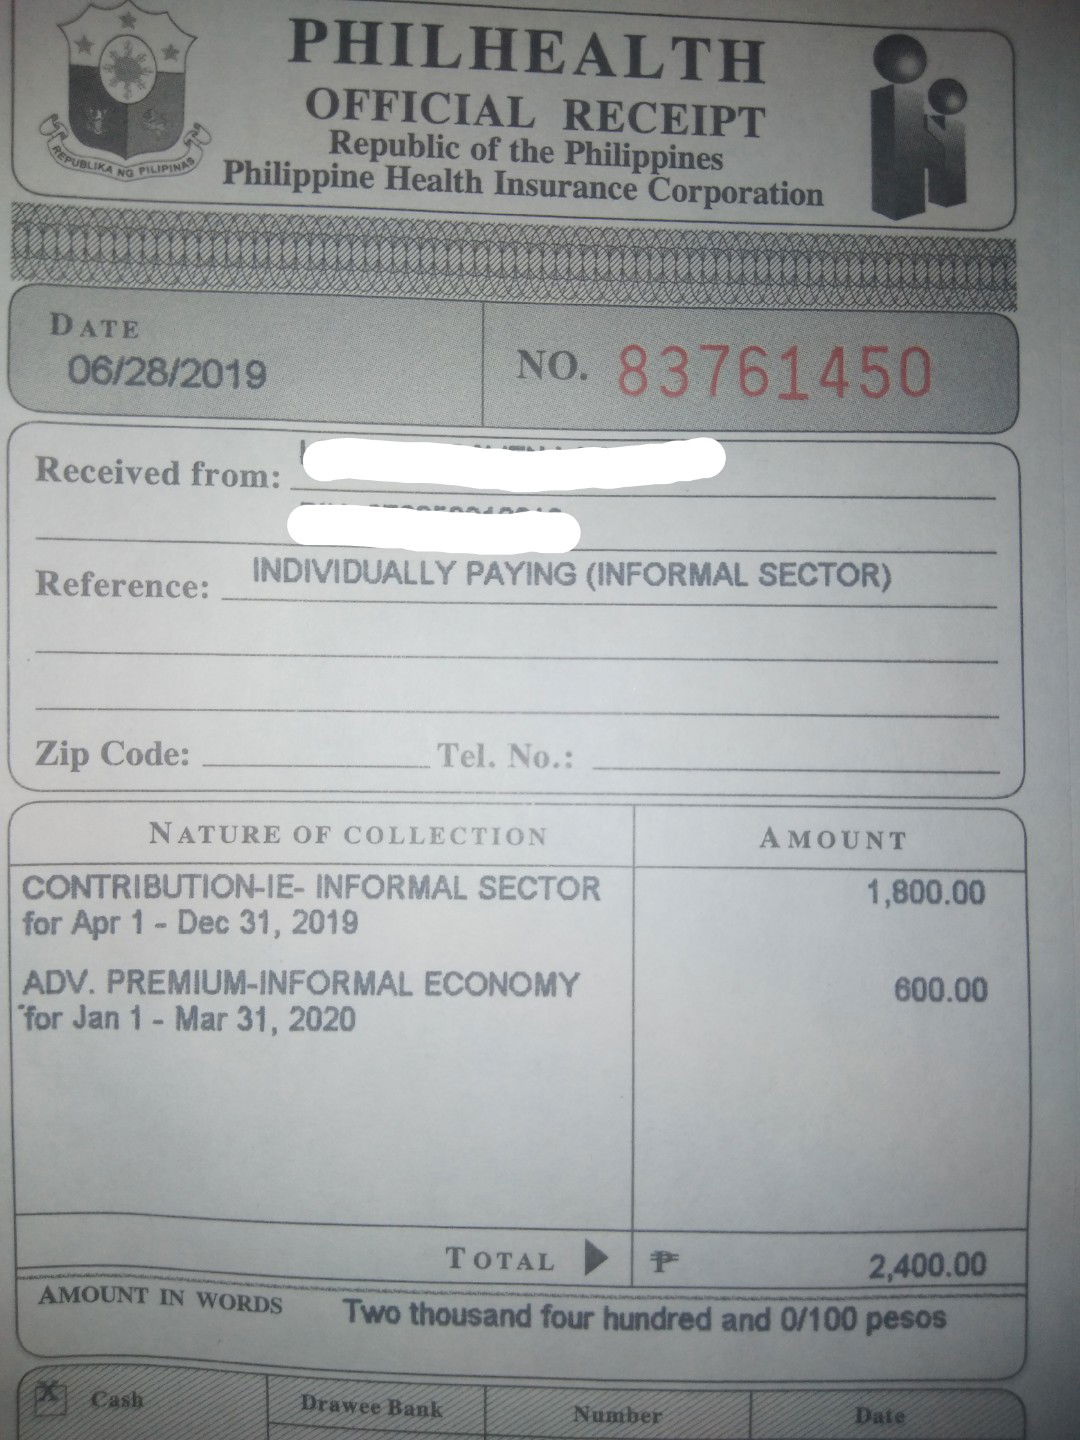 PHILHEALTH
OFFICIAL RECEIPT
Republic of the Philippines
Philippine Health Insurance Corporation
REPUBLIKA NG PILIPINAS
DATE
06/28/2019
NO. 83761450
Received from:
Reference: INDIVIDUALLY PAYING (INFORMAL SECTOR)
Zip Code: Tel. No.:
NATURE OF COLLECTION AMOUNT
CONTRIBUTION-IE- INFORMAL SECTOR 1,800.00
for Apr 1 - Dec 31, 2019
ADV. PREMIUM-INFORMAL ECONOMY 600.00
for Jan 1 - Mar 31, 2020
TOTAL ₱ 2,400.00
AMOUNT IN WORDS Two thousand four hundred and 0/100 pesos
X Cash Drawee Bank Number Date